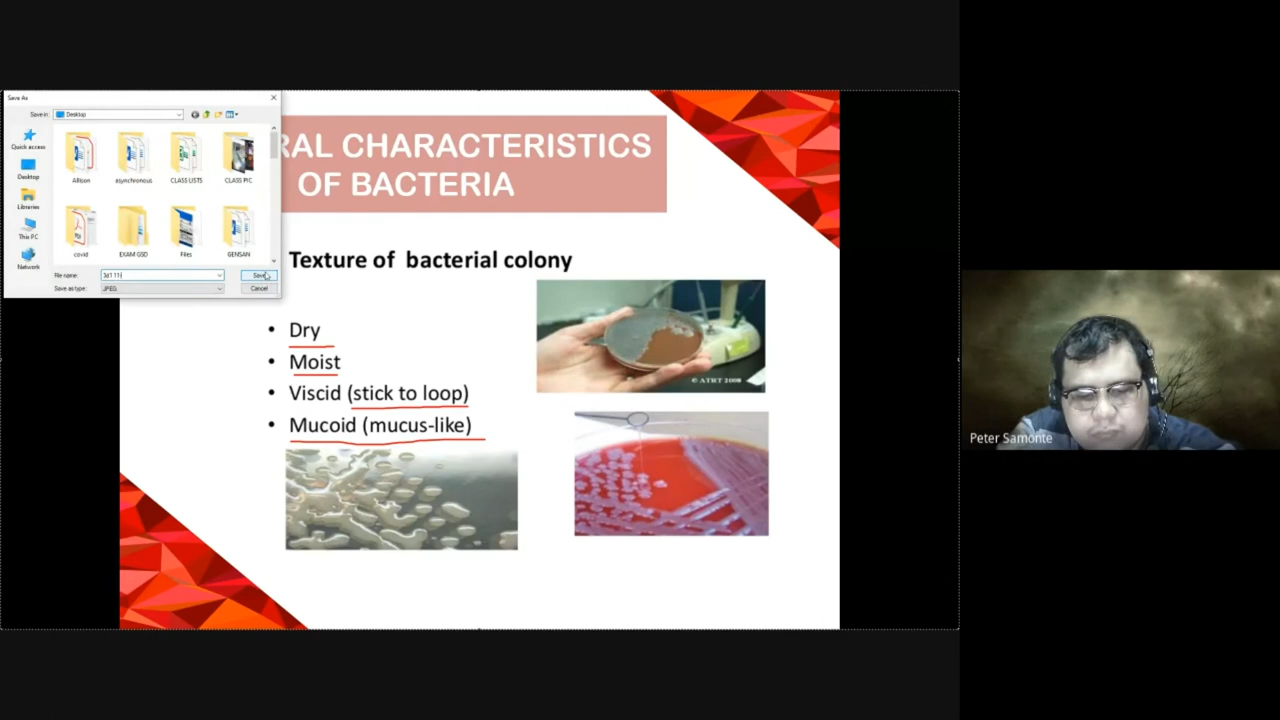 Save As
Save in:
Desktop
Quick access
Desktop
Libraries
This PC
Network
Allison
asynchronous
CLASS LISTS
CLASS PIC
covid
EXAM GSD
Files
GENSAN
File name:
Save
Save as type:
JPEG
Cancel
RAL CHARACTERISTICS
OF BACTERIA
Texture of bacterial colony
• Dry
• Moist
• Viscid (stick to loop)
• Mucoid (mucus-like)
© ATRT 2008
Peter Samonte